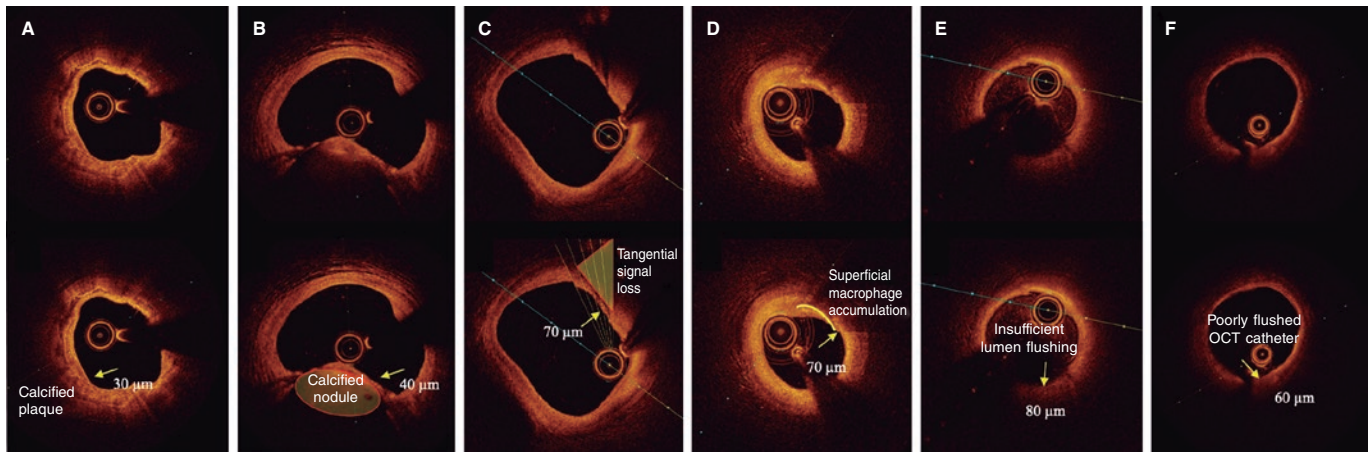 A
B
C
D
E
F
Calcified
plaque
30 µm
Calcified
nodule
40 µm
Tangential
signal
loss
70 µm
Superficial
macrophage
accumulation
70 µm
Insufficient
lumen flushing
80 µm
Poorly flushed
OCT catheter
60 µm